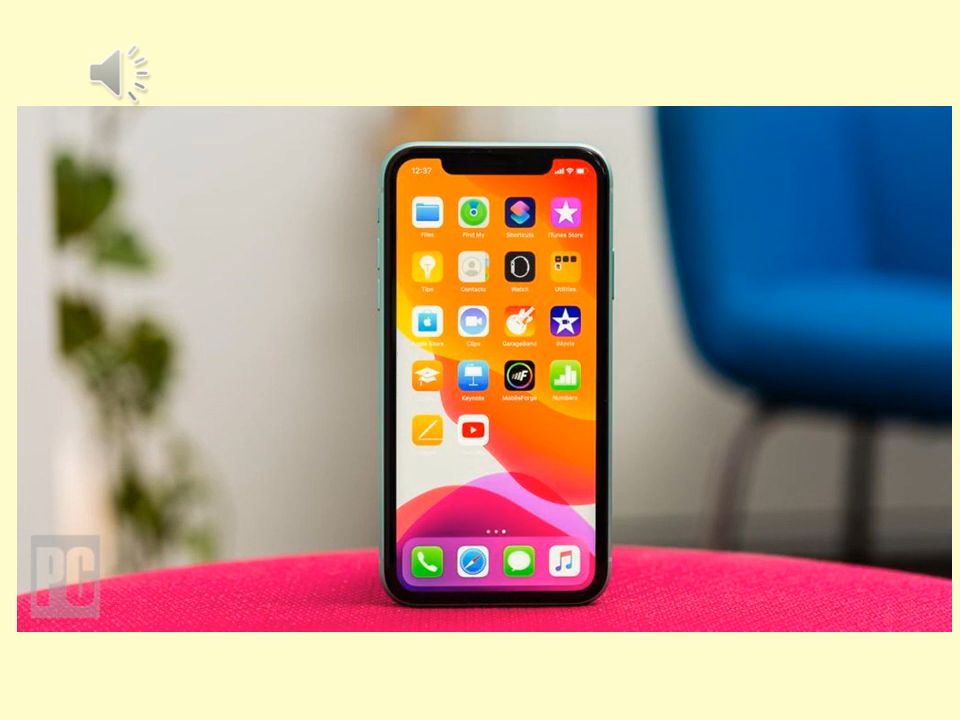 12:37
Files Find My Shortcuts iTunes Store
Tips Contacts Watch Utilities
Store Clips GarageBand iMovie
Keynote MobileForge Numbers
PC